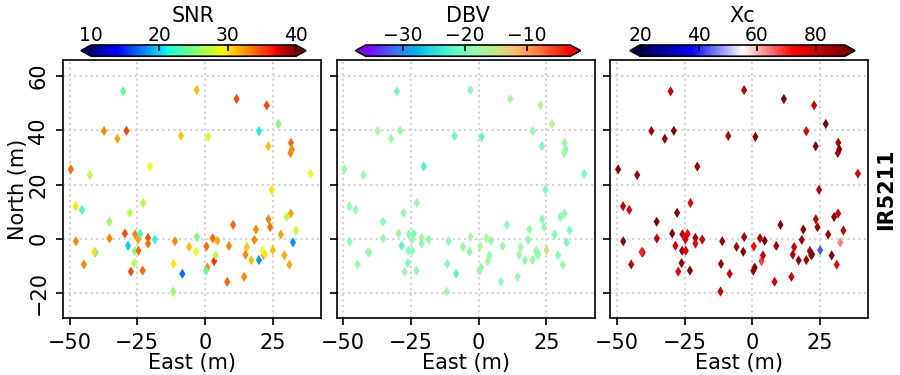 SNR DBV Xc
10 20 30 40 −30 −20 −10 20 40 60 80
60
40
20
0
−20
North (m)
−50 −25 0 25 −50 −25 0 25 −50 −25 0 25
East (m) East (m) East (m)
IR5211